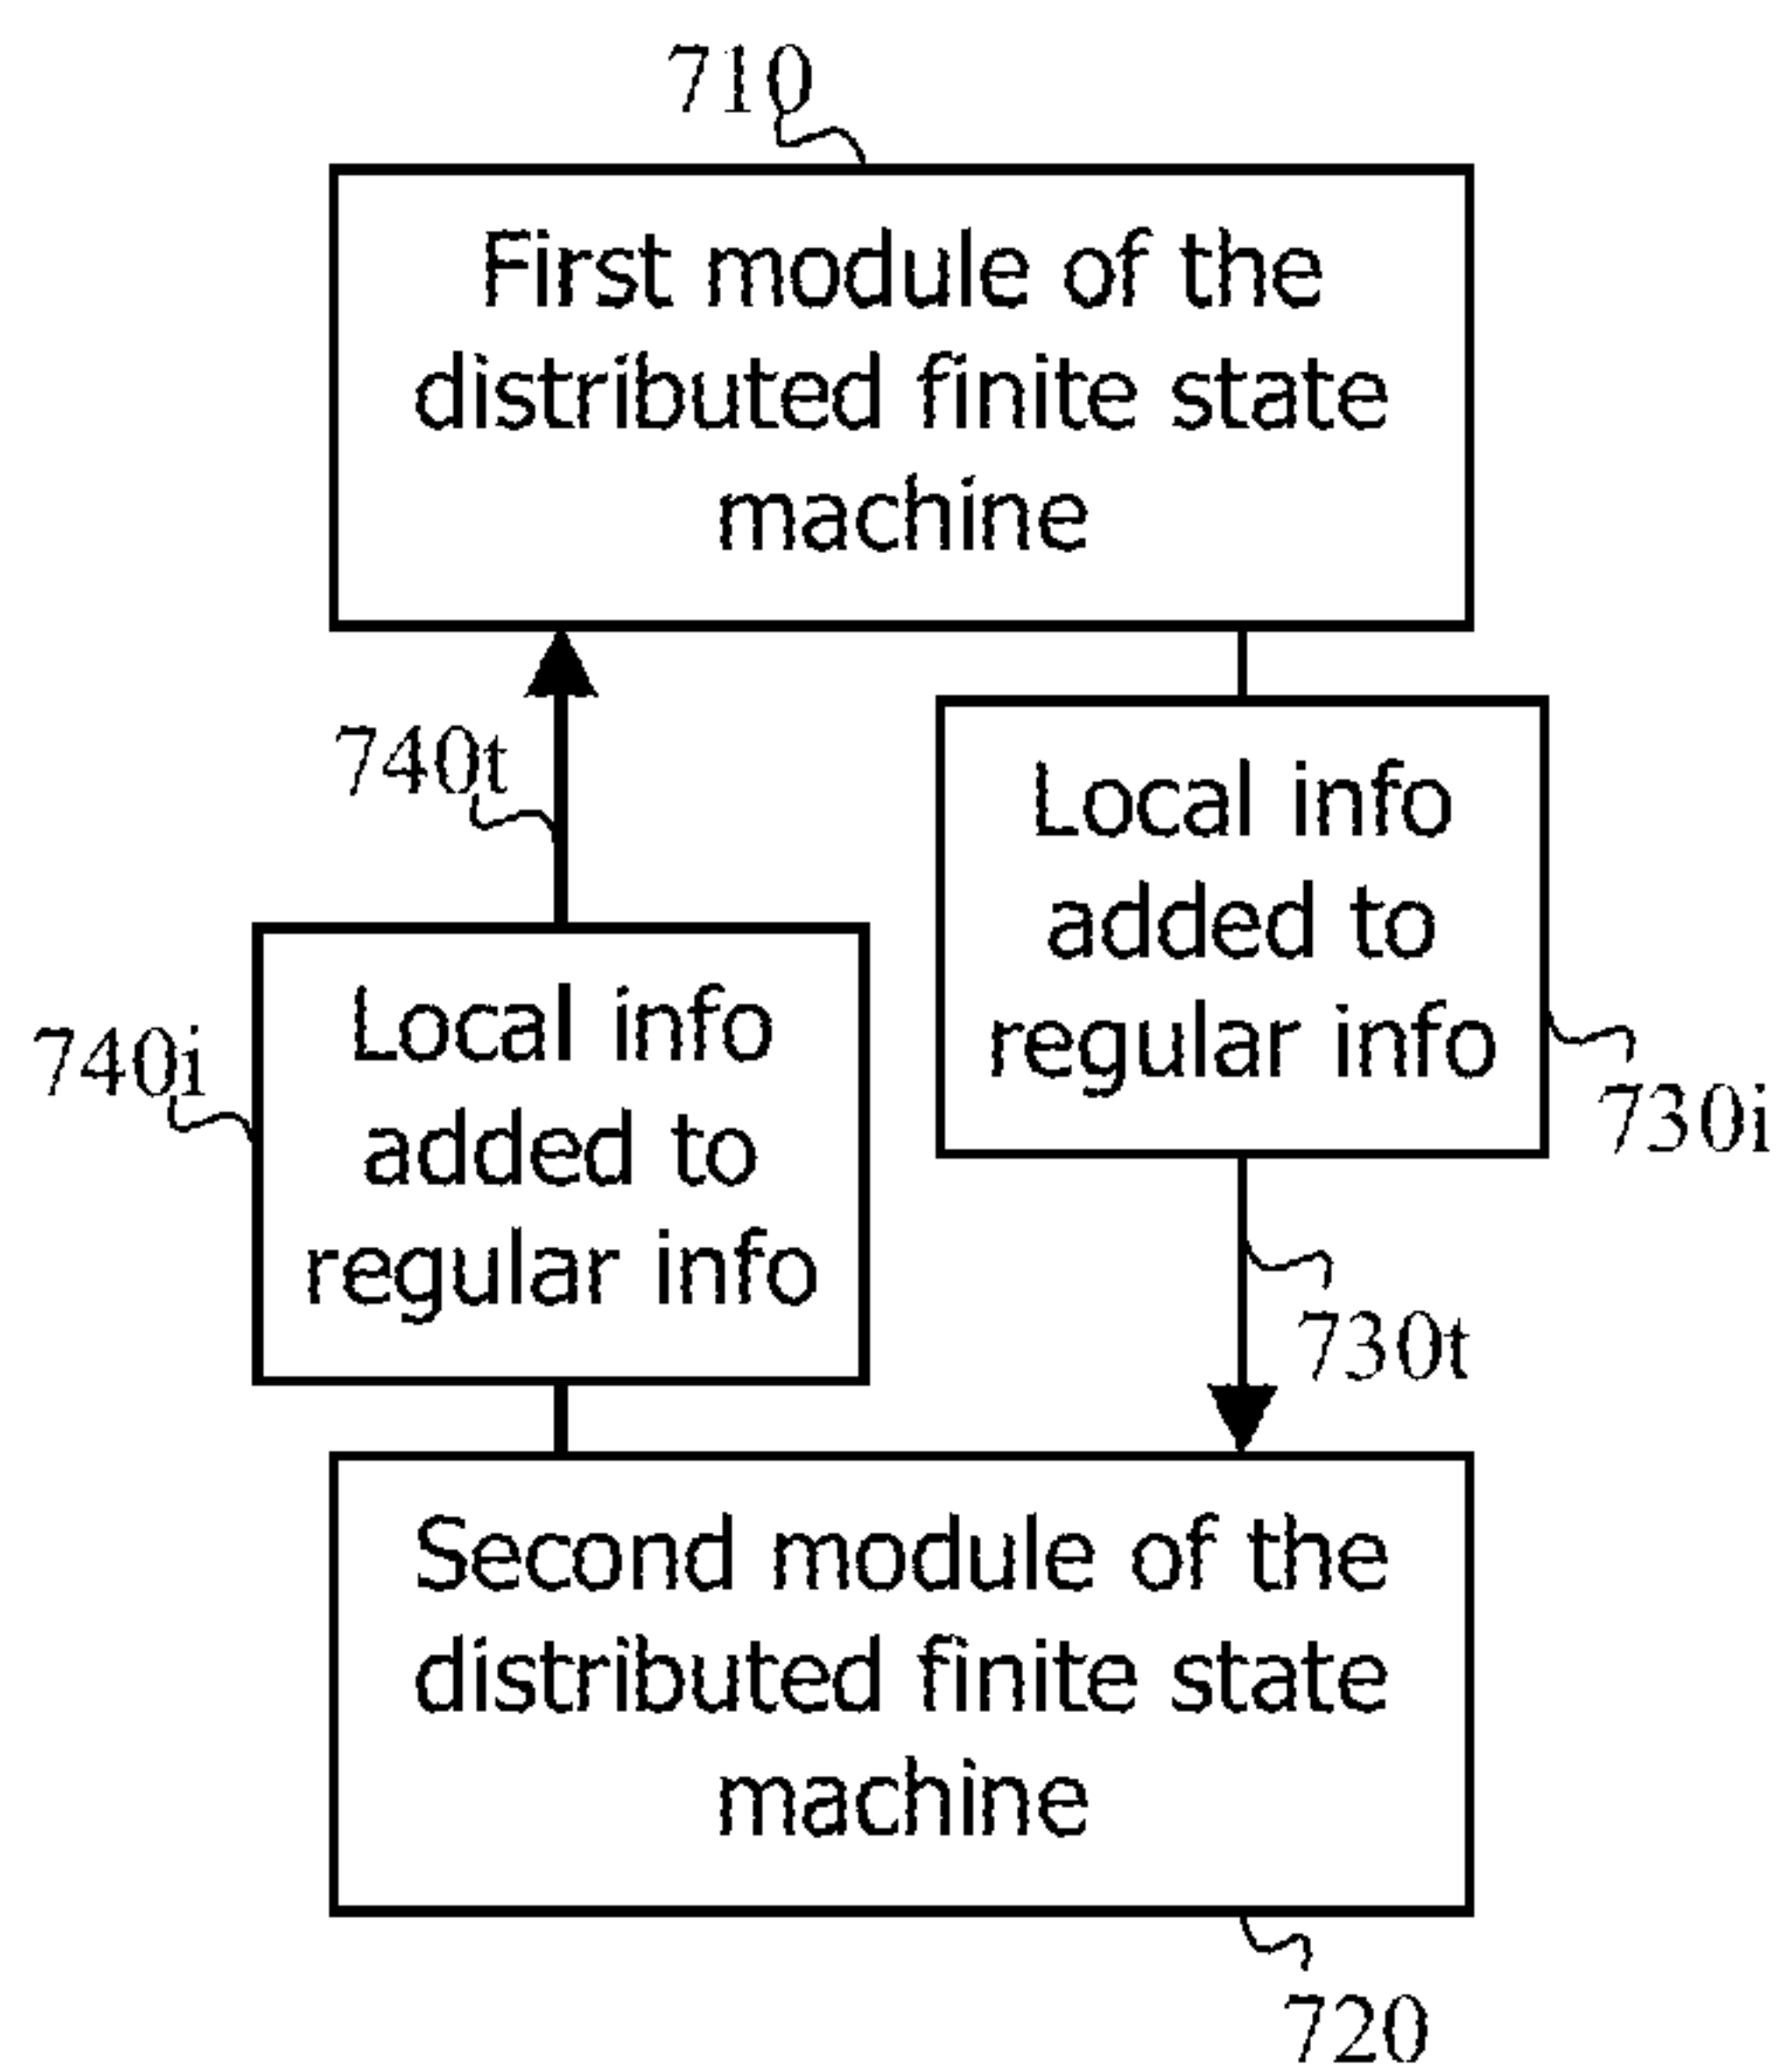 710
First module of the
distributed finite state
machine
740t
Local info
added to
regular info
730i
740i
Local info
added to
regular info
730t
Second module of the
distributed finite state
machine
720